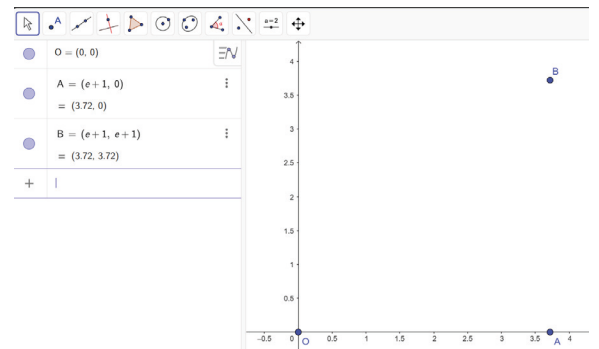 A
a=2
O = (0, 0)
A = (e+1, 0)
= (3.72, 0)
B = (e+1, e+1)
= (3.72, 3.72)
+
4
B
3.5
3
2.5
2
1.5
1
0.5
-0.5 0 O 0.5 1 1.5 2 2.5 3 3.5 A 4